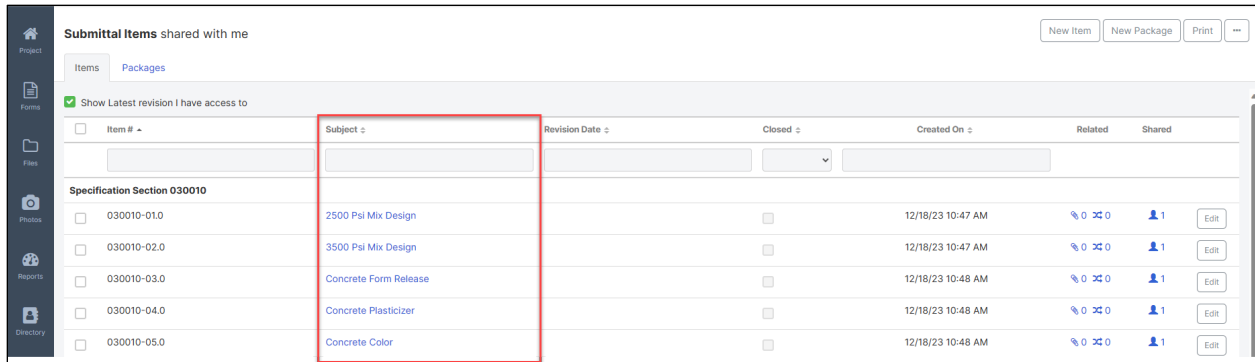 Submittal Items shared with me
New Item New Package Print ...
Project
Items Packages
Forms
Show Latest revision I have access to
Item # Subject Revision Date Closed Created On Related Shared
Files
Specification Section 030010
Photos
030010-01.0 2500 Psi Mix Design 12/18/23 10:47 AM 0 0 1 Edit
030010-02.0 3500 Psi Mix Design 12/18/23 10:47 AM 0 0 1 Edit
Reports
030010-03.0 Concrete Form Release 12/18/23 10:48 AM 0 0 1 Edit
030010-04.0 Concrete Plasticizer 12/18/23 10:48 AM 0 0 1 Edit
Directory
030010-05.0 Concrete Color 12/18/23 10:48 AM 0 0 1 Edit